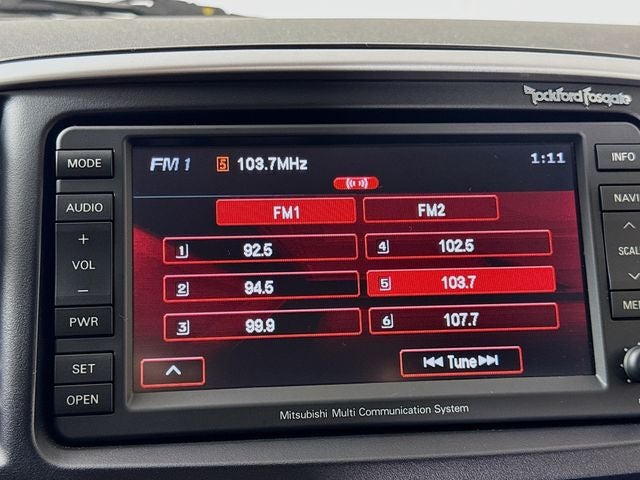 Rockford Fosgate
MODE
AUDIO
+
VOL
−
PWR
SET
OPEN
FM 1 5 103.7MHz 1:11
FM1 FM2
1 92.5 4 102.5
2 94.5 5 103.7
3 99.9 6 107.7
Tune
Mitsubishi Multi Communication System
INFO
NAVI
SCAL
ME